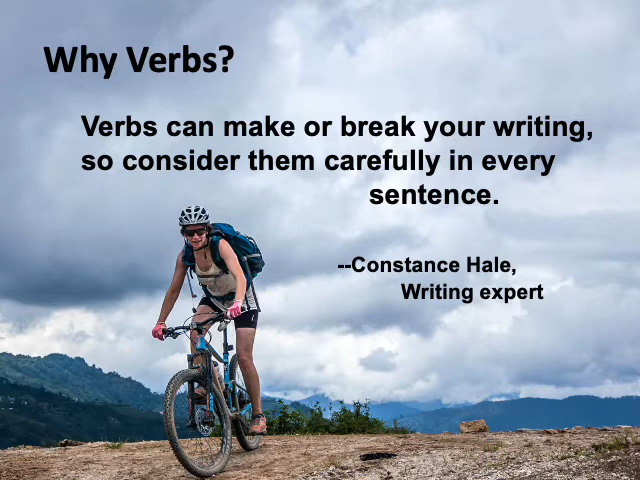 Why Verbs?
Verbs can make or break your writing,
so consider them carefully in every
sentence.
--Constance Hale,
Writing expert